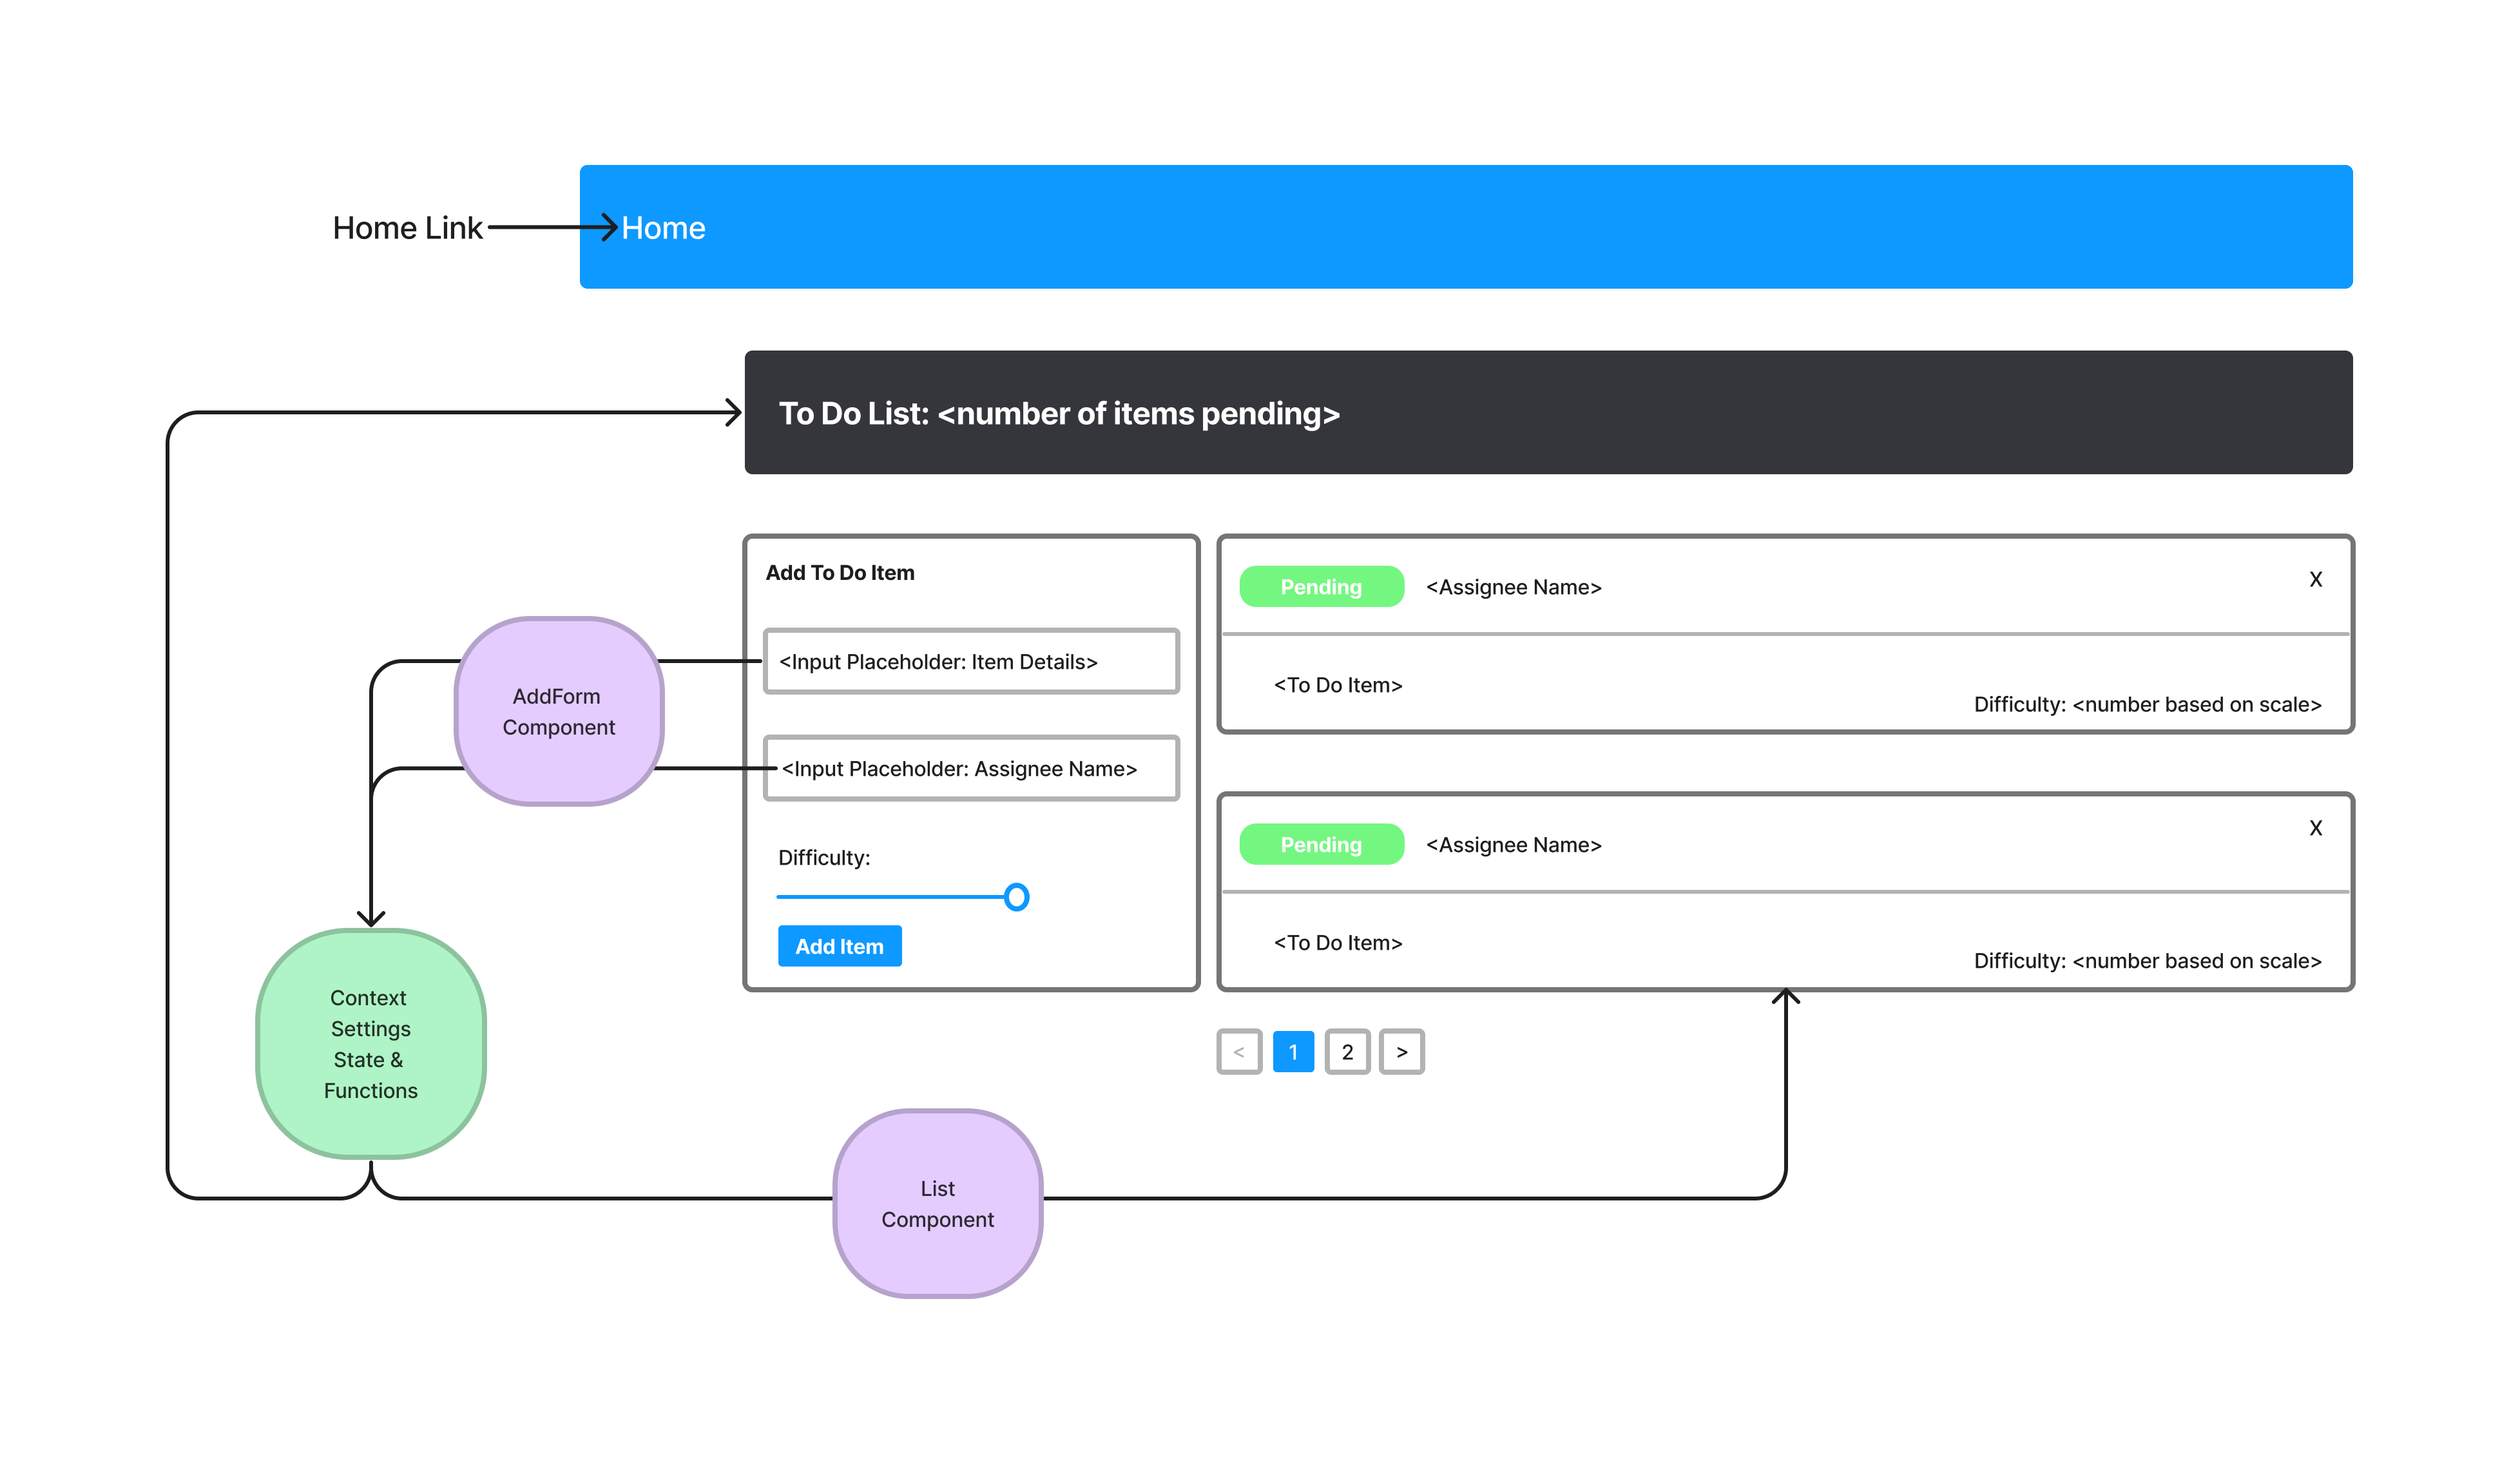 Home Link
Home
To Do List: <number of items pending>
Add To Do Item
<Input Placeholder: Item Details>
<Input Placeholder: Assignee Name>
Difficulty:
Add Item
Pending
<Assignee Name>
X
<To Do Item>
Difficulty: <number based on scale>
Pending
<Assignee Name>
X
<To Do Item>
Difficulty: <number based on scale>
< 1 2 >
AddForm
Component
Context
Settings
State &
Functions
List
Component